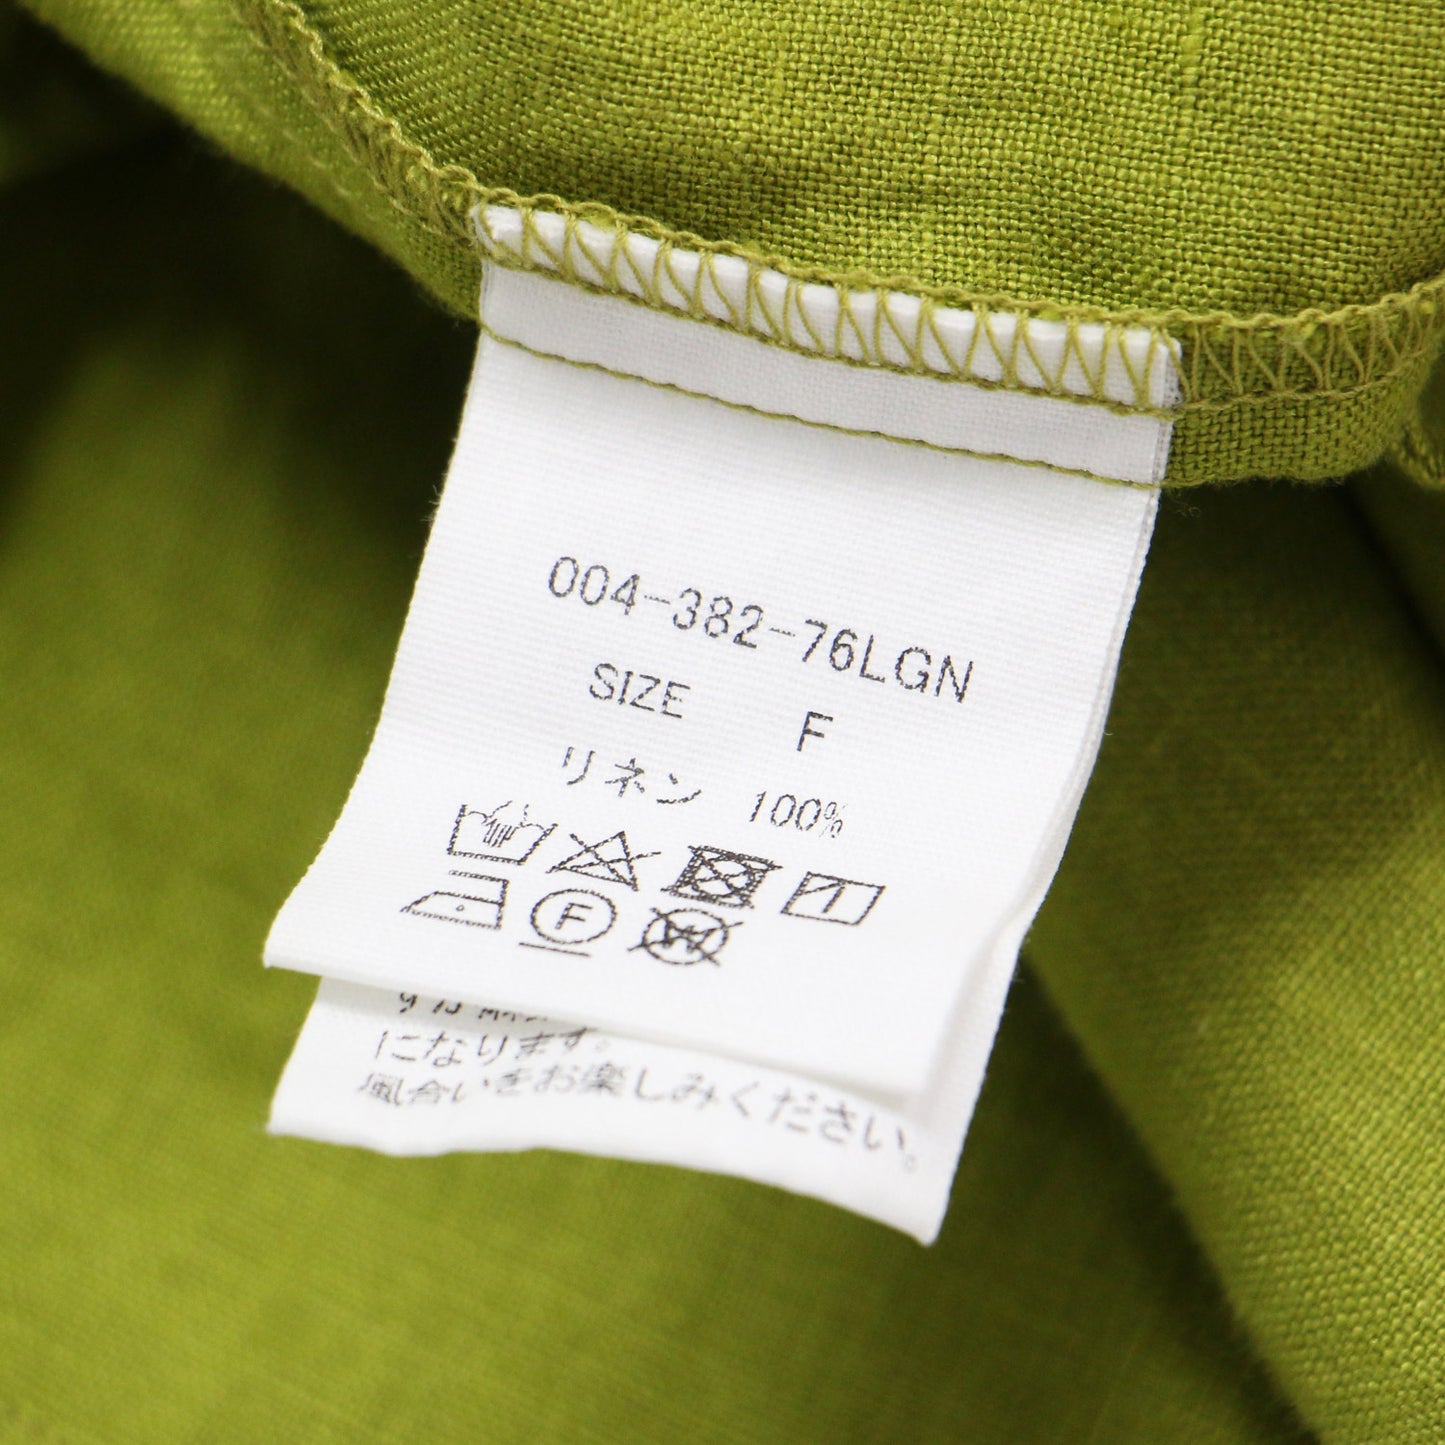 004-382-76LGN
SIZE F
リネン 100%
F
W
になります。
風合いをお楽しみください。